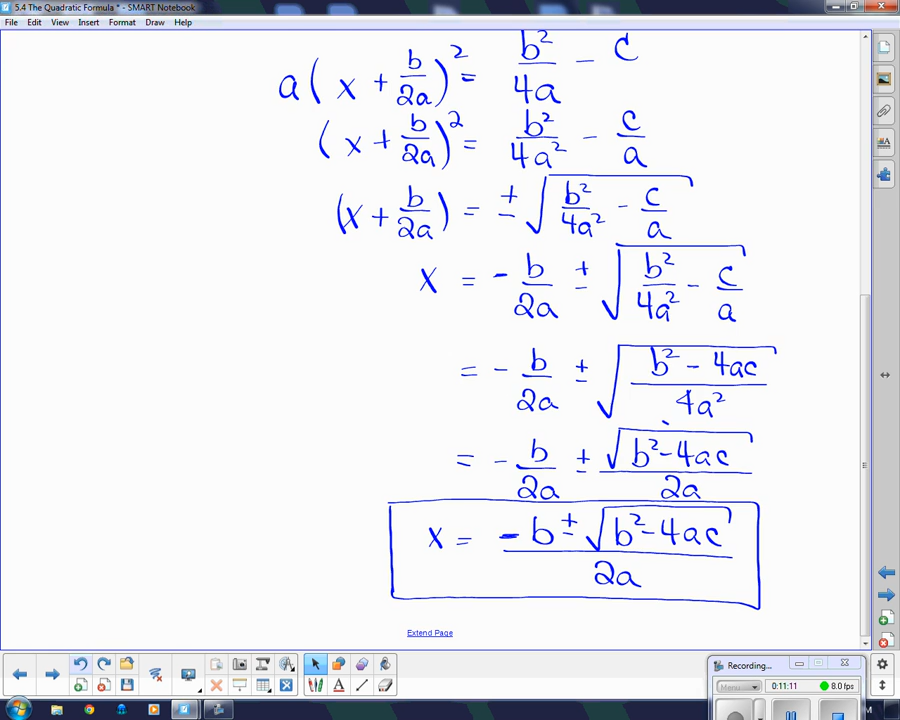 5.4 The Quadratic Formula * - SMART Notebook
File Edit View Insert Format Draw Help
a(x + b/2a)² = b²/4a - c
(x + b/2a)² = b²/4a² - c/a
(x + b/2a) = ± √(b²/4a² - c/a)
x = - b/2a ± √(b²/4a² - c/a)
= - b/2a ± √((b² - 4ac)/4a²)
= - b/2a ± √(b²-4ac)/2a
x = (-b ± √(b²-4ac))/2a
Extend Page
Recording...
Menu
0:11:11
8.0 fps